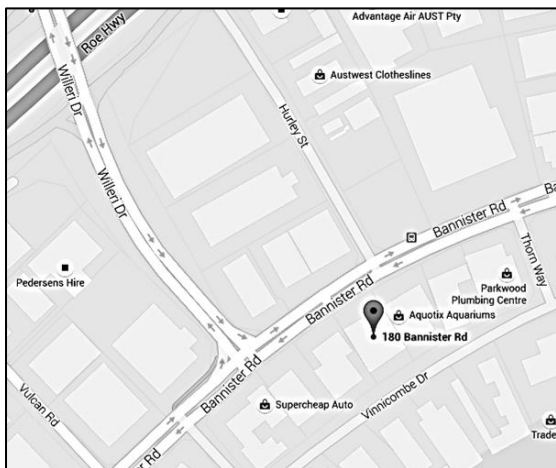 Advantage Air AUST Pty
Roe Hwy
Willeri Dr
Austwest Clotheslines
Hurley St
Willeri Dr
Bannister Rd
Ba
Thorn Way
Pedersens Hire
Parkwood
Plumbing Centre
Bannister Rd
Aquotix Aquariums
180 Bannister Rd
Bannister Rd
Vinnicombe Dr
Vulcan Rd
Supercheap Auto
Trade
ster Rd